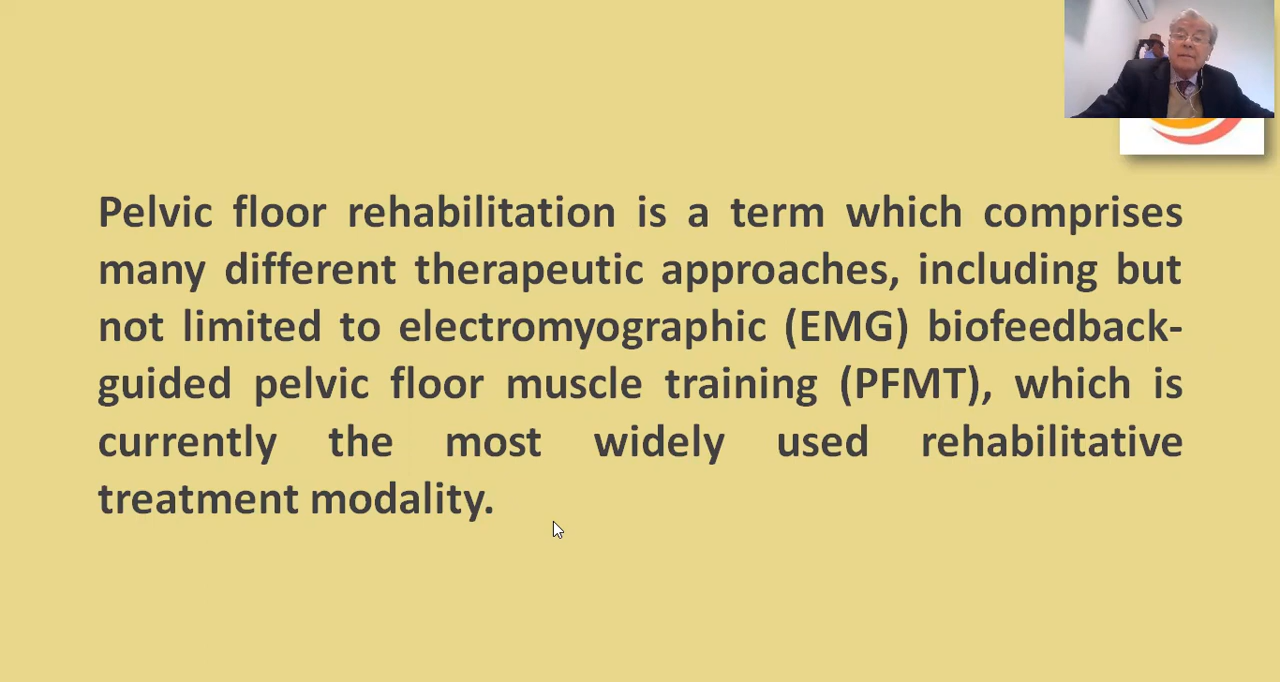 Pelvic floor rehabilitation is a term which comprises
many different therapeutic approaches, including but
not limited to electromyographic (EMG) biofeedback-
guided pelvic floor muscle training (PFMT), which is
currently the most widely used rehabilitative
treatment modality.